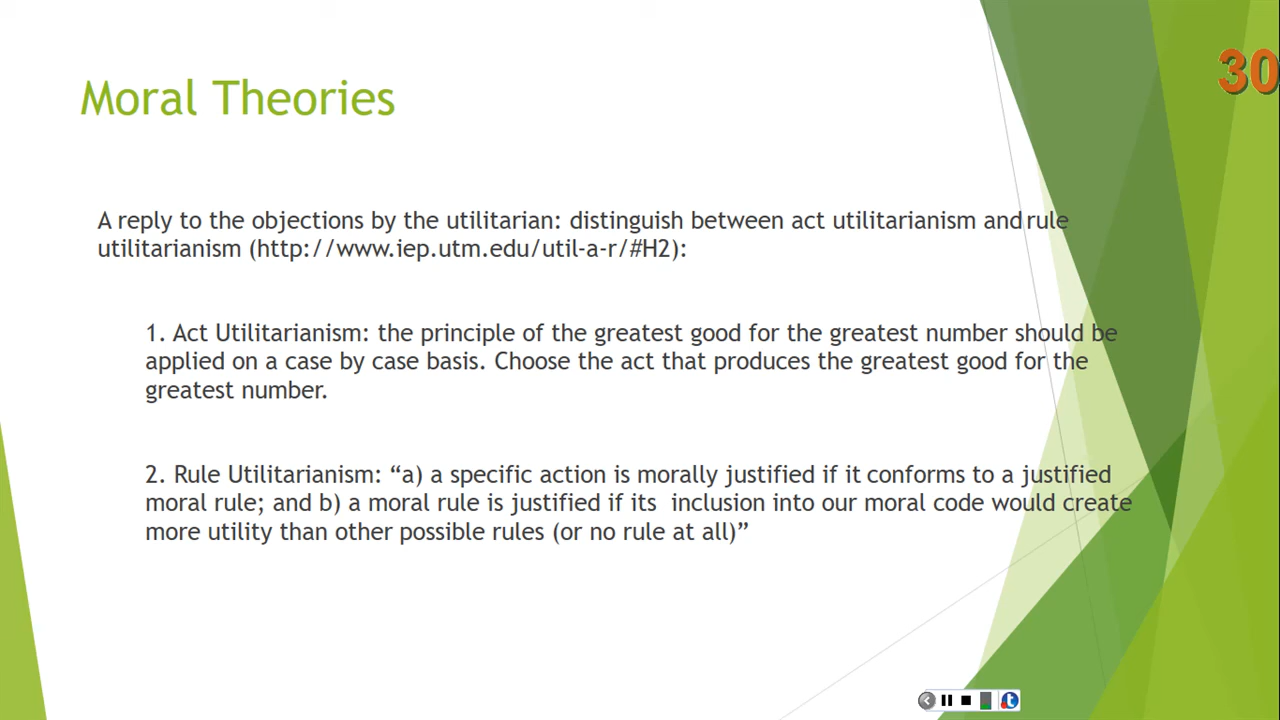 30
Moral Theories
A reply to the objections by the utilitarian: distinguish between act utilitarianism and rule
utilitarianism (http://www.iep.utm.edu/util-a-r/#H2):
1. Act Utilitarianism: the principle of the greatest good for the greatest number should be
applied on a case by case basis. Choose the act that produces the greatest good for the
greatest number.
2. Rule Utilitarianism: “a) a specific action is morally justified if it conforms to a justified
moral rule; and b) a moral rule is justified if its  inclusion into our moral code would create
more utility than other possible rules (or no rule at all)”
t